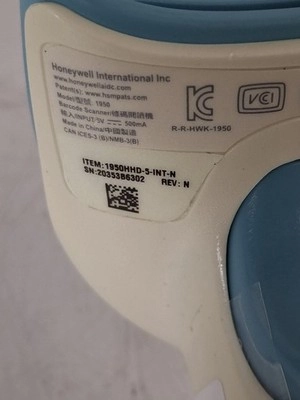 Honeywell International Inc
www.honeywellaidc.com
Patent(s): www.hsmpats.com
Model/型號: 1950
Barcode Scanner/條碼閱讀機
輸入/INPUT/5V ⎓ 500mA
Made in China/中國製造
CAN ICES-3 (B)/NMB-3(B)
VCI
R-R-HWK-1950
ITEM:1950HHD-5-INT-N
SN:20353B6302 REV: N